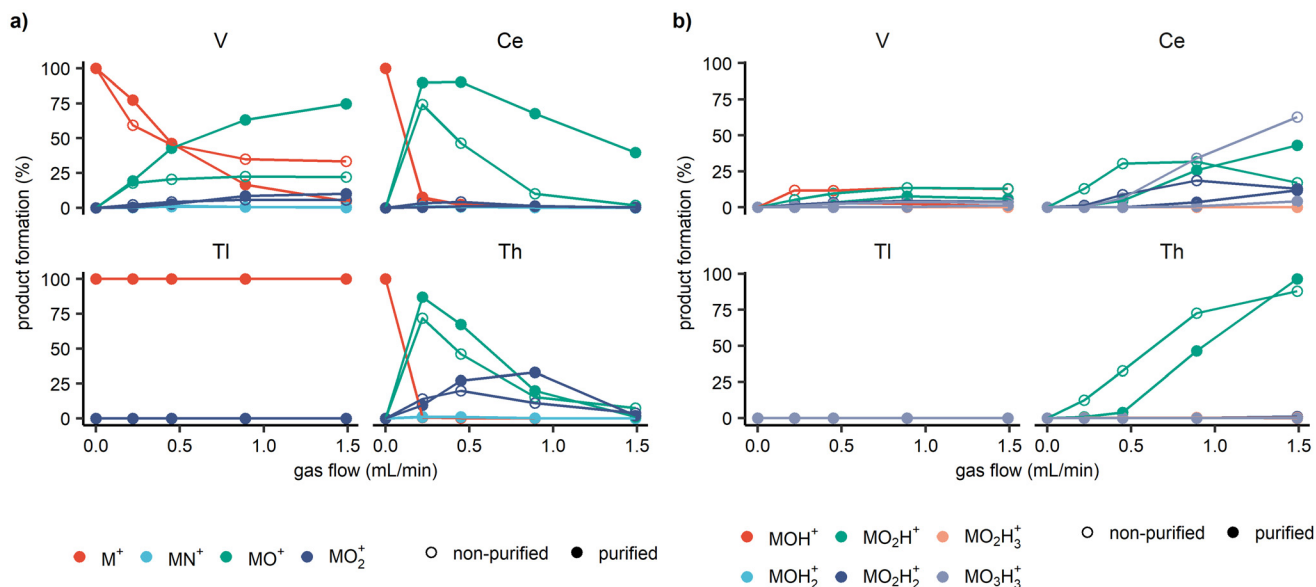 a)
V
Ce
100
75
50
25
0
Tl
Th
100
75
50
25
0
0.0 0.5 1.0 1.5 0.0 0.5 1.0 1.5
product formation (%)
gas flow (mL/min)
M⁺ MN⁺ MO⁺ MO₂⁺ non-purified purified
b)
V
Ce
100
75
50
25
0
Tl
Th
100
75
50
25
0
0.0 0.5 1.0 1.5 0.0 0.5 1.0 1.5
product formation (%)
gas flow (mL/min)
MOH⁺ MO₂H⁺ MO₂H₃⁺ non-purified purified
MOH₂⁺ MO₂H₂⁺ MO₃H₃⁺